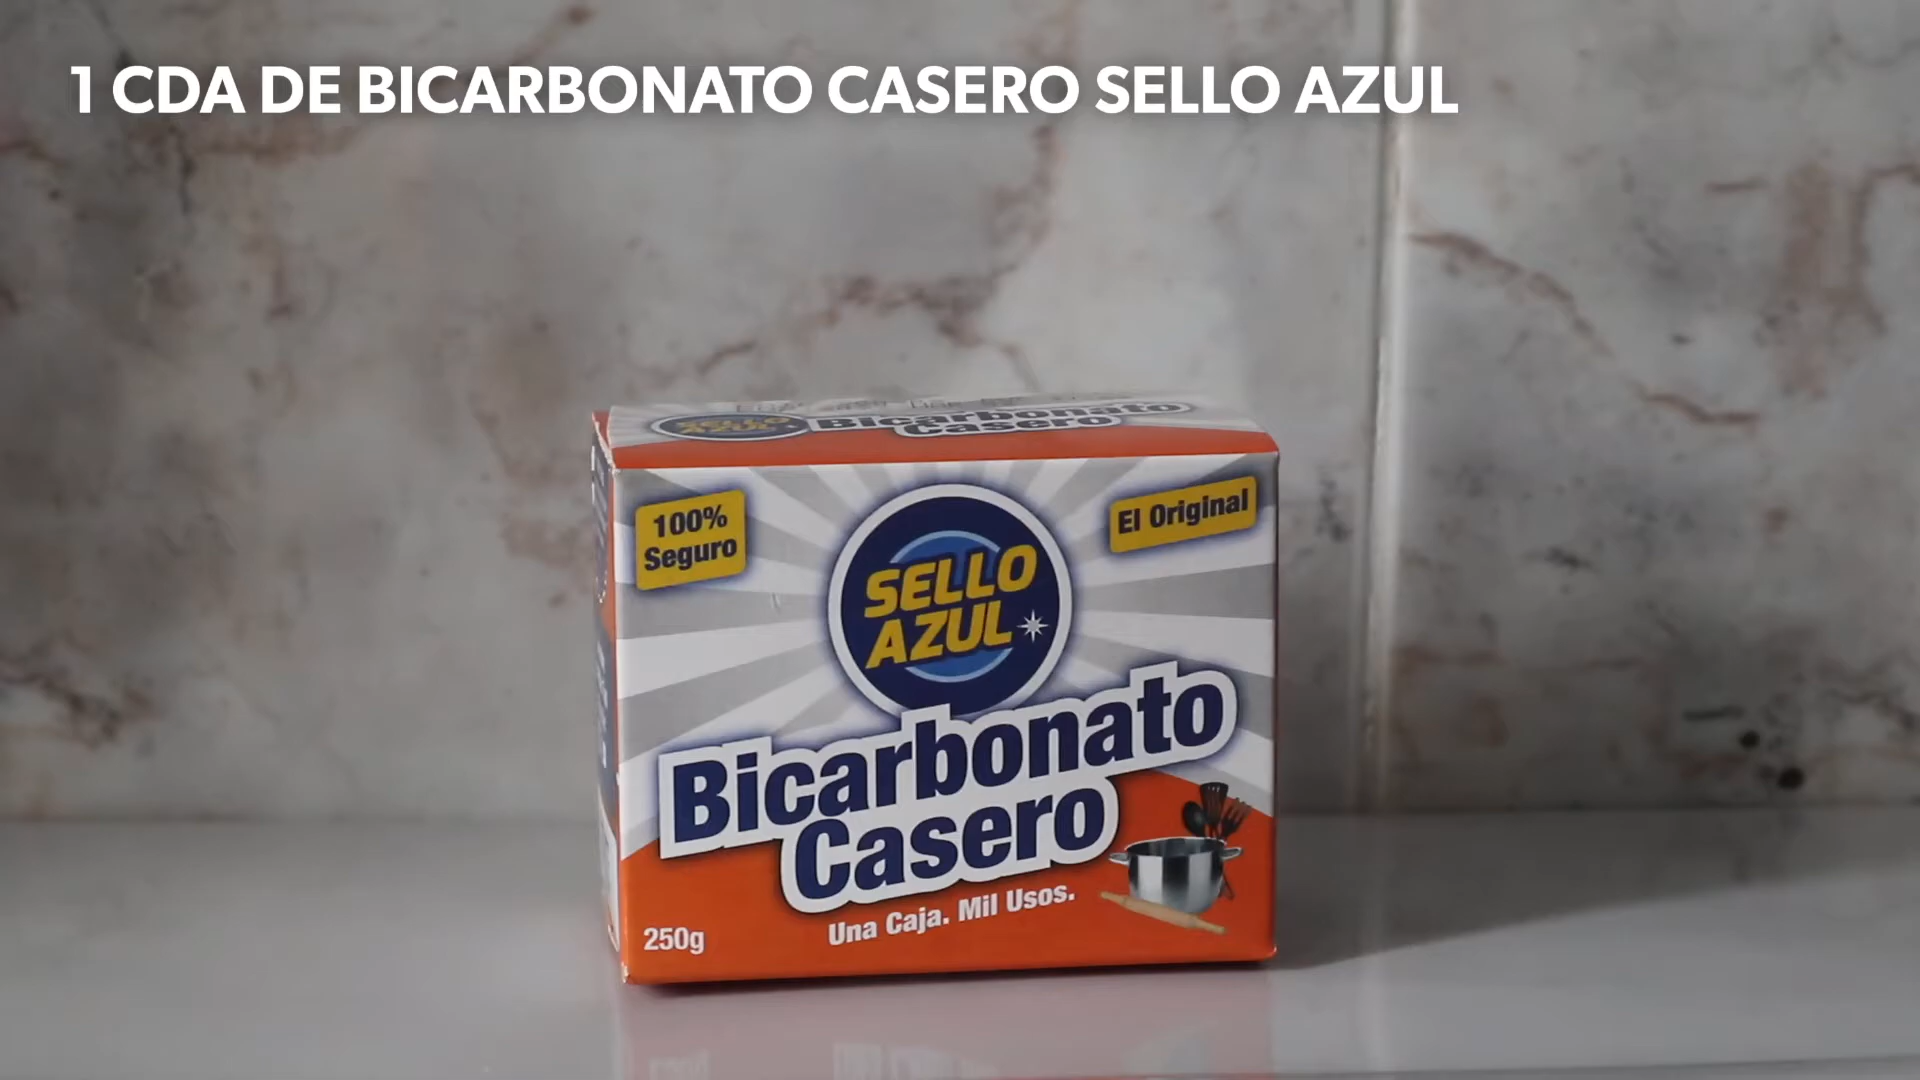 1 CDA DE BICARBONATO CASERO SELLO AZUL
SELLO
AZUL
Bicarbonato
Casero
100%
Seguro
El Original
SELLO
AZUL
Bicarbonato
Casero
Una Caja. Mil Usos.
250g